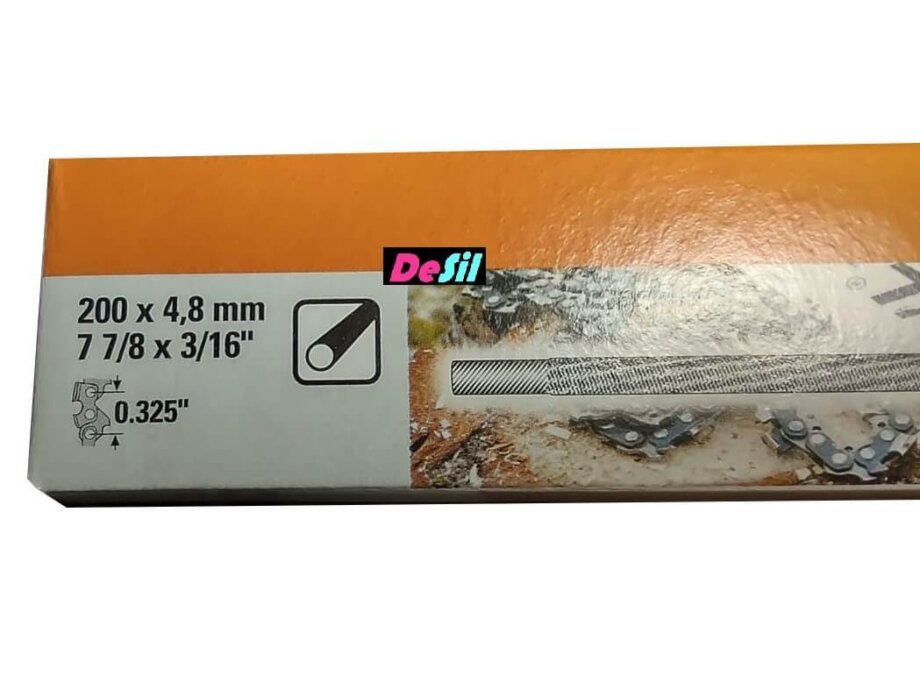 DeSil
200 x 4,8 mm
7 7/8 x 3/16"
0.325"
®